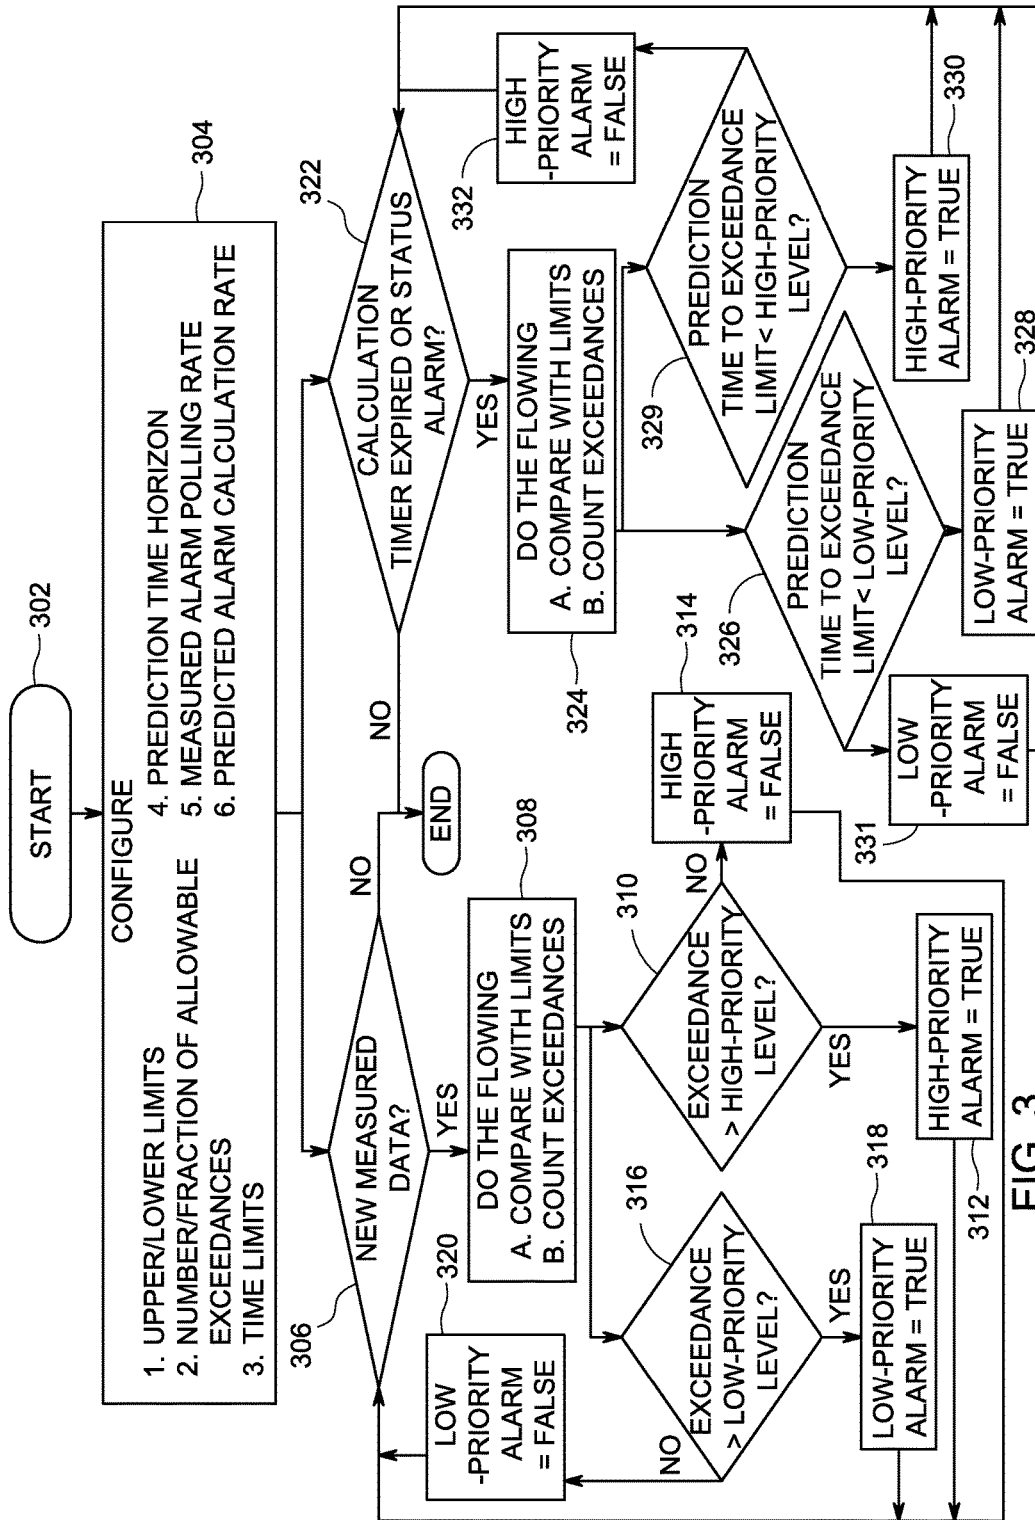 START
302
CONFIGURE
1. UPPER/LOWER LIMITS
2. NUMBER/FRACTION OF ALLOWABLE
EXCEEDANCES
3. TIME LIMITS
4. PREDICTION TIME HORIZON
5. MEASURED ALARM POLLING RATE
6. PREDICTED ALARM CALCULATION RATE
304
306
NEW MEASURED
DATA?
NO
YES
END
NO
322
CALCULATION
TIMER EXPIRED OR STATUS
ALARM?
YES
320
LOW
-PRIORITY
ALARM
= FALSE
DO THE FLOWING
A. COMPARE WITH LIMITS
B. COUNT EXCEEDANCES
308
324
DO THE FLOWING
A. COMPARE WITH LIMITS
B. COUNT EXCEEDANCES
332
HIGH
-PRIORITY
ALARM
= FALSE
316
EXCEEDANCE
> LOW-PRIORITY
LEVEL?
NO
YES
310
EXCEEDANCE
> HIGH-PRIORITY
LEVEL?
NO
YES
314
HIGH
-PRIORITY
ALARM
= FALSE
326
PREDICTION
TIME TO EXCEEDANCE
LIMIT< LOW-PRIORITY
LEVEL?
329
PREDICTION
TIME TO EXCEEDANCE
LIMIT< HIGH-PRIORITY
LEVEL?
318
LOW-PRIORITY
ALARM = TRUE
312
HIGH-PRIORITY
ALARM = TRUE
331
LOW
-PRIORITY
ALARM
= FALSE
LOW-PRIORITY
ALARM = TRUE
328
HIGH-PRIORITY
ALARM = TRUE
330
FIG. 3